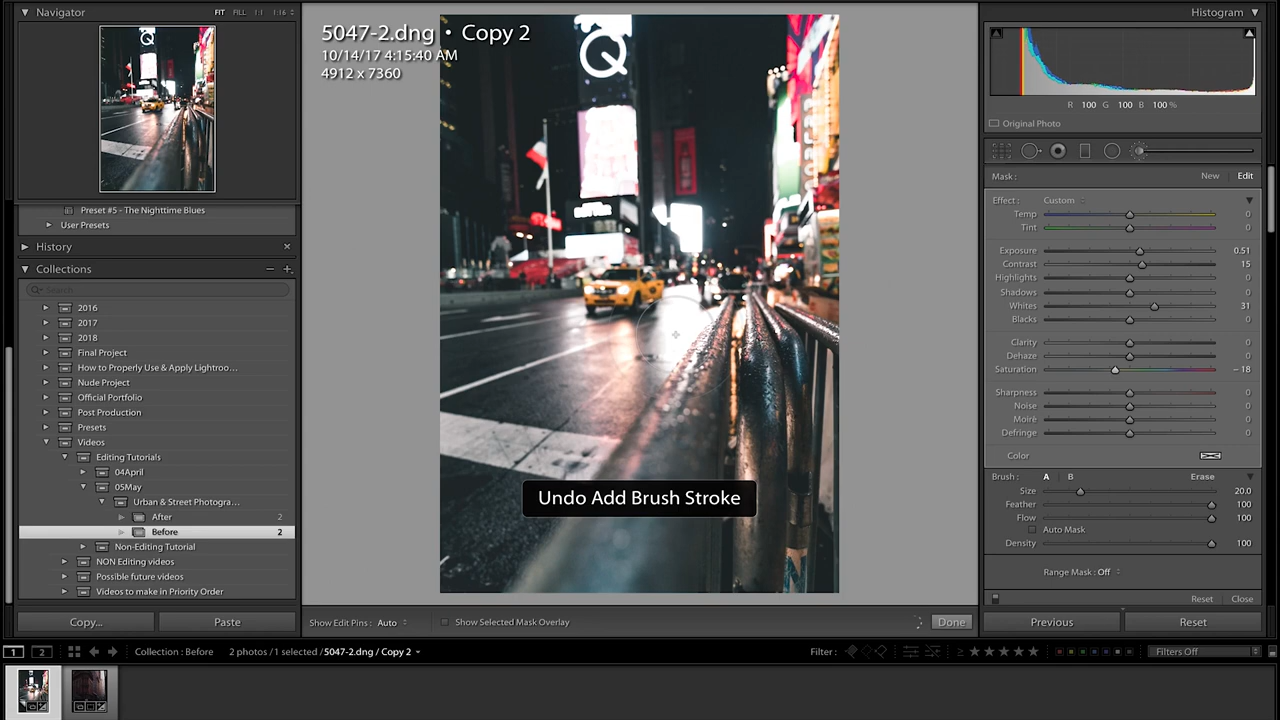 Navigator
FIT FILL 1:1 1:16
Preset #5 - The Nighttime Blues
User Presets
History
Collections
Search
2016
2017
2018
Final Project
How to Properly Use & Apply Lightroo...
Nude Project
Official Portfolio
Post Production
Presets
Videos
Editing Tutorials
04April
05May
Urban & Street Photogra...
After 2
Before 2
Non-Editing Tutorial
NON Editing videos
Possible future videos
Videos to make in Priority Order
Copy... Paste
5047-2.dng • Copy 2
10/14/17 4:15:40 AM
4912 x 7360
Q
Undo Add Brush Stroke
Show Edit Pins : Auto Show Selected Mask Overlay Done
Histogram
R 100 G 100 B 100 %
Original Photo
Mask : New Edit
Effect : Custom
Temp 0
Tint 0
Exposure 0.51
Contrast 15
Highlights 0
Shadows 0
Whites 31
Blacks 0
Clarity 0
Dehaze 0
Saturation – 18
Sharpness 0
Noise 0
Moiré 0
Defringe 0
Color
Brush : A B Erase
Size 20.0
Feather 100
Flow 100
Auto Mask
Density 100
Range Mask : Off
Reset Close
Previous Reset
1 2 Collection : Before 2 photos / 1 selected / 5047-2.dng / Copy 2 Filter : Filters Off